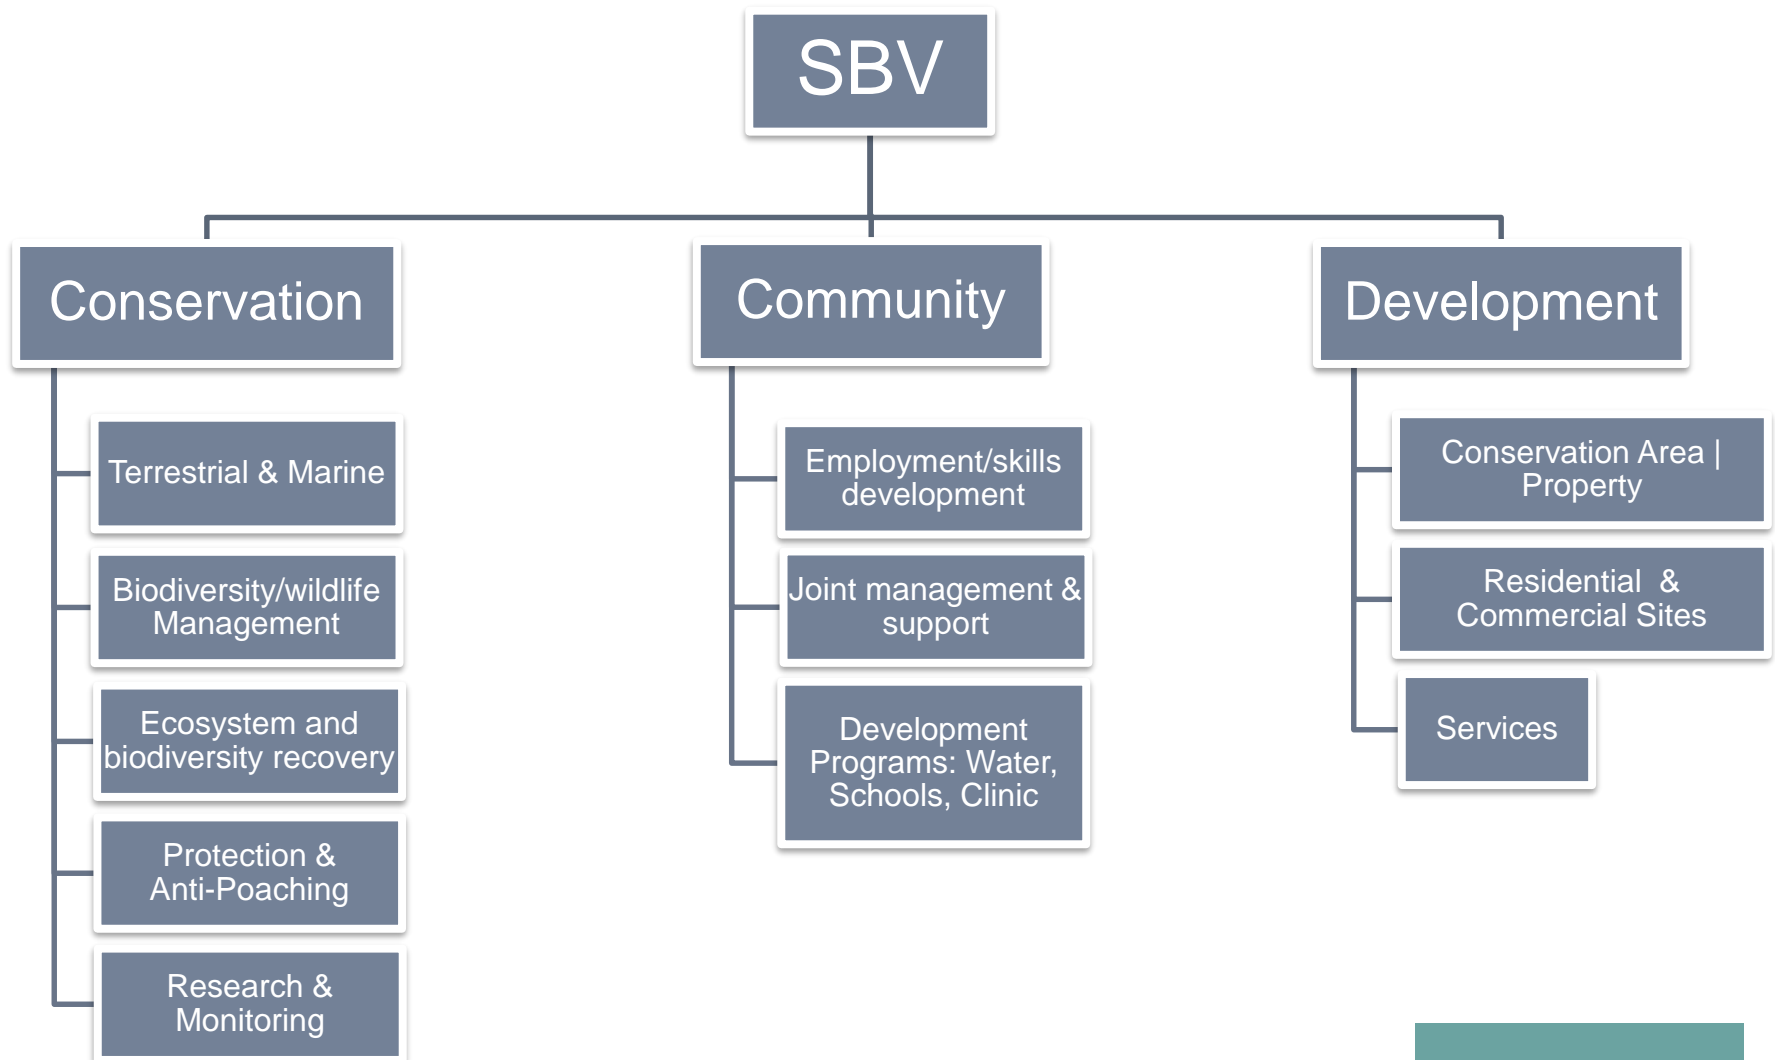 SBV
Conservation
Terrestrial & Marine
Biodiversity/wildlife
Management
Ecosystem and
biodiversity recovery
Protection &
Anti-Poaching
Research &
Monitoring
Community
Employment/skills
development
Joint management &
support
Development
Programs: Water,
Schools, Clinic
Development
Conservation Area |
Property
Residential  &
Commercial Sites
Services